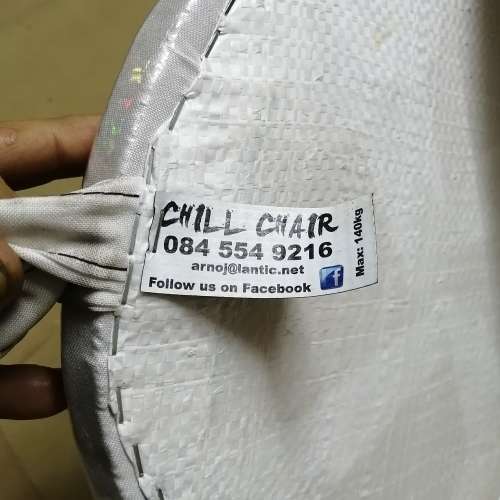 CHILL CHAIR
084 554 9216
arnoj@lantic.net
Follow us on Facebook
f
Max: 140kg